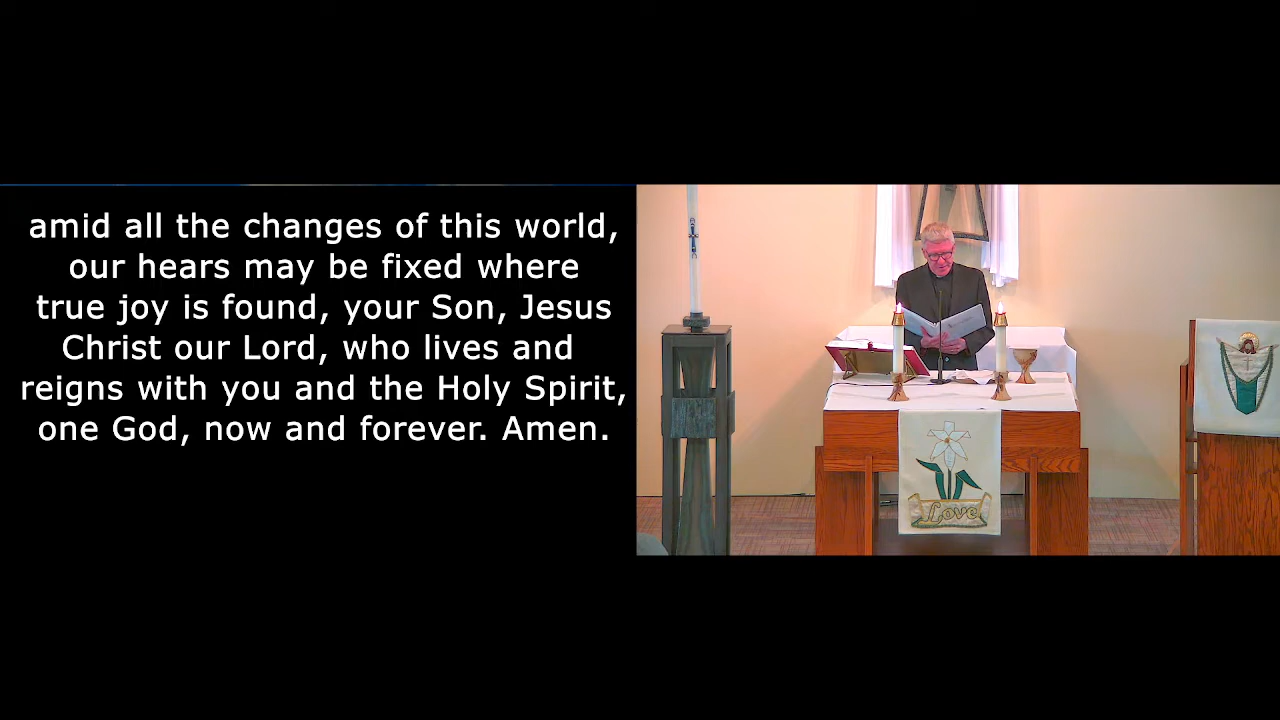 amid all the changes of this world,
our hears may be fixed where
true joy is found, your Son, Jesus
Christ our Lord, who lives and
reigns with you and the Holy Spirit,
one God, now and forever. Amen.
Love